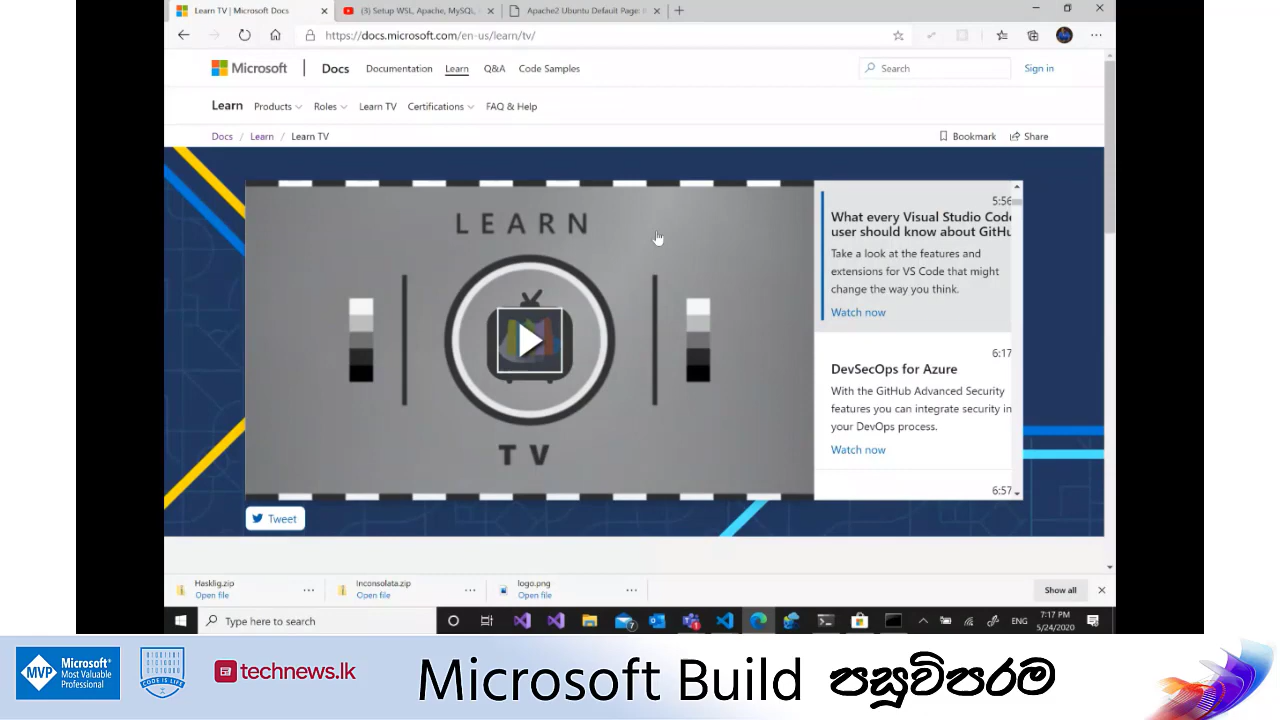 Learn TV | Microsoft Docs
(3) Setup WSL, Apache, MySQL,
Apache2 Ubuntu Default Page: I
https://docs.microsoft.com/en-us/learn/tv/
Microsoft Docs Documentation Learn Q&A Code Samples Search Sign in
Learn Products Roles Learn TV Certifications FAQ & Help
Docs / Learn / Learn TV Bookmark Share
LEARN
TV
5:56
What every Visual Studio Code
user should know about GitHu
Take a look at the features and
extensions for VS Code that might
change the way you think.
Watch now
6:17
DevSecOps for Azure
With the GitHub Advanced Security
features you can integrate security in
your DevOps process.
Watch now
6:57
Tweet
Hasklig.zip
Open file
Inconsolata.zip
Open file
logo.png
Open file
Show all
Type here to search
7
1
ENG
7:17 PM
5/24/2020
MVP
Microsoft®
Most Valuable
Professional
CODE IS LIFE
technews.lk
Microsoft Build පසුවිපරම